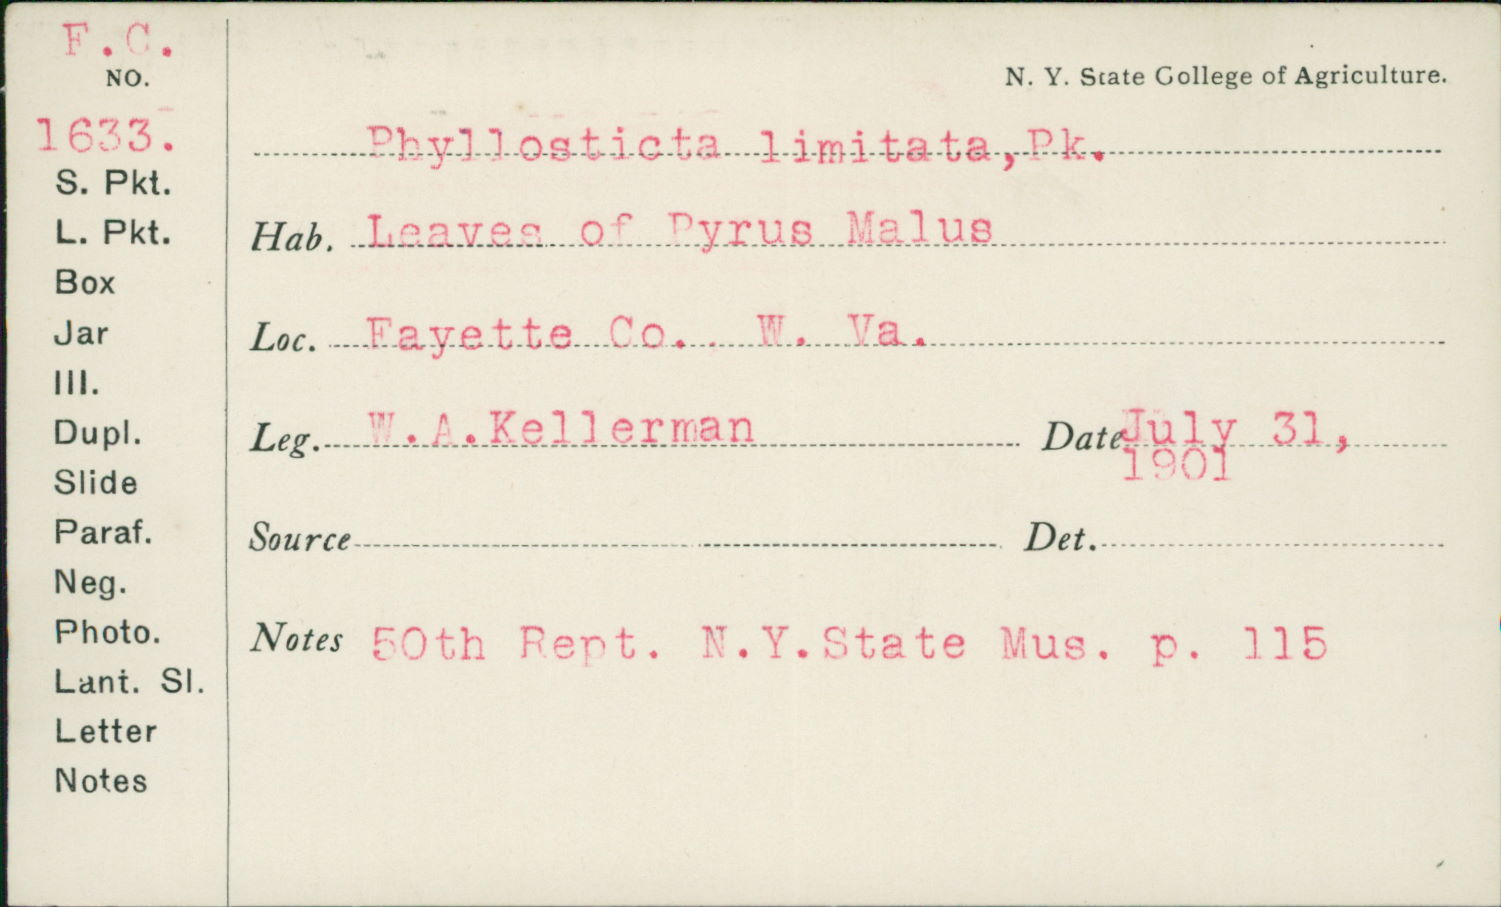 F.C.
NO.
1633.
S. Pkt.
L. Pkt.
Box
Jar
Ill.
Dupl.
Slide
Paraf.
Neg.
Photo.
Lant. Sl.
Letter
Notes
N. Y. State College of Agriculture.
Phyllosticta limitata,Pk.
Hab. Leaves of Pyrus Malus
Loc. Fayette Co. W. Va.
Leg. W.A.Kellerman Date July 31,
1901
Source Det.
Notes 50th Rept. N.Y.State Mus. p. 115